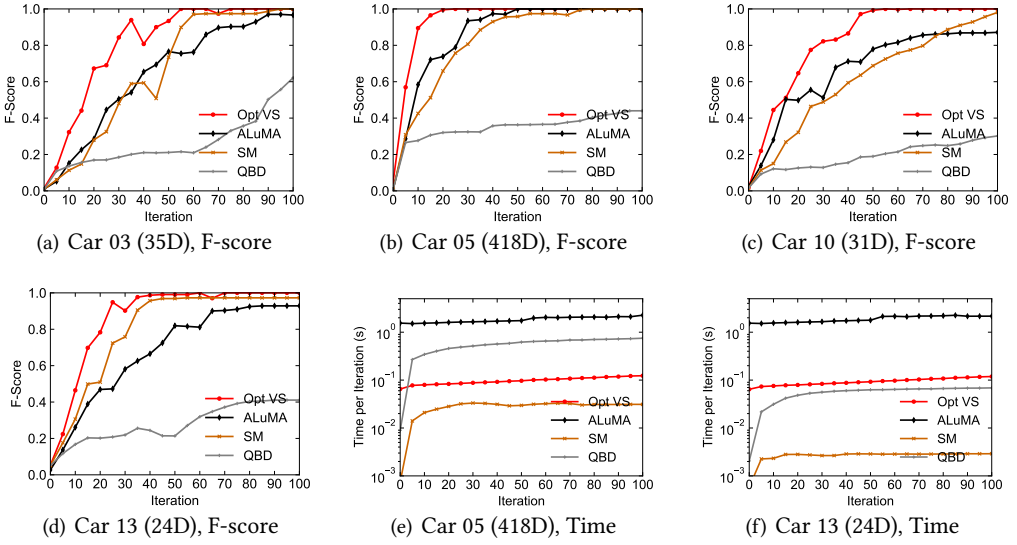 1.0
0.8
0.6
0.4
0.2
0.0
F-Score
0 10 20 30 40 50 60 70 80 90 100
Iteration
Opt VS
ALuMA
SM
QBD
(a) Car 03 (35D), F-score
1.0
0.8
0.6
0.4
0.2
0.0
F-Score
0 10 20 30 40 50 60 70 80 90 100
Iteration
Opt VS
ALuMA
SM
QBD
(b) Car 05 (418D), F-score
1.0
0.8
0.6
0.4
0.2
0.0
F-Score
0 10 20 30 40 50 60 70 80 90 100
Iteration
Opt VS
ALuMA
SM
QBD
(c) Car 10 (31D), F-score
1.0
0.8
0.6
0.4
0.2
0.0
F-Score
0 10 20 30 40 50 60 70 80 90 100
Iteration
Opt VS
ALuMA
SM
QBD
(d) Car 13 (24D), F-score
10⁰
10⁻¹
10⁻²
10⁻³
Time per Iteration (s)
0 10 20 30 40 50 60 70 80 90 100
Iteration
Opt VS
ALuMA
SM
QBD
(e) Car 05 (418D), Time
10⁰
10⁻¹
10⁻²
10⁻³
Time per Iteration (s)
0 10 20 30 40 50 60 70 80 90 100
Iteration
Opt VS
ALuMA
SM
QBD
(f) Car 13 (24D), Time